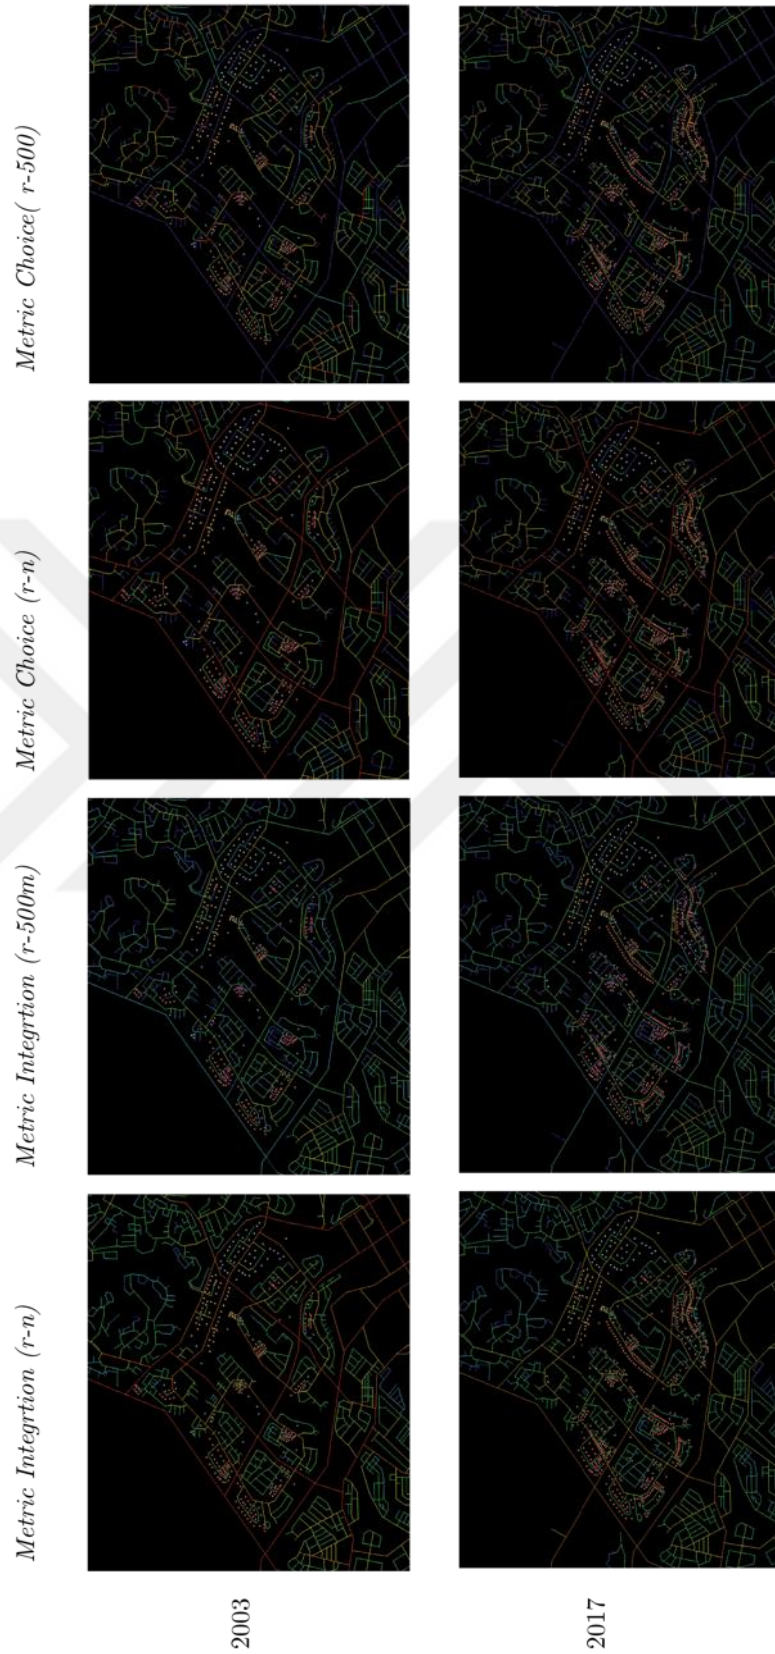 Metric Integrtion (r-n)
Metric Integrtion (r-500m)
Metric Choice (r-n)
Metric Choice( r-500)
2003
2017